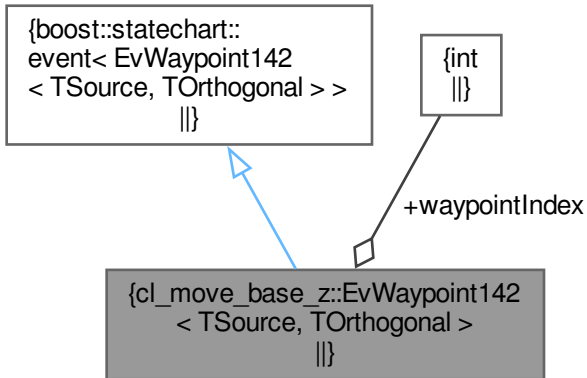 {boost::statechart::
event< EvWaypoint142
< TSource, TOrthogonal > >
||}
{int
||}
+waypointIndex
{cl_move_base_z::EvWaypoint142
< TSource, TOrthogonal >
||}